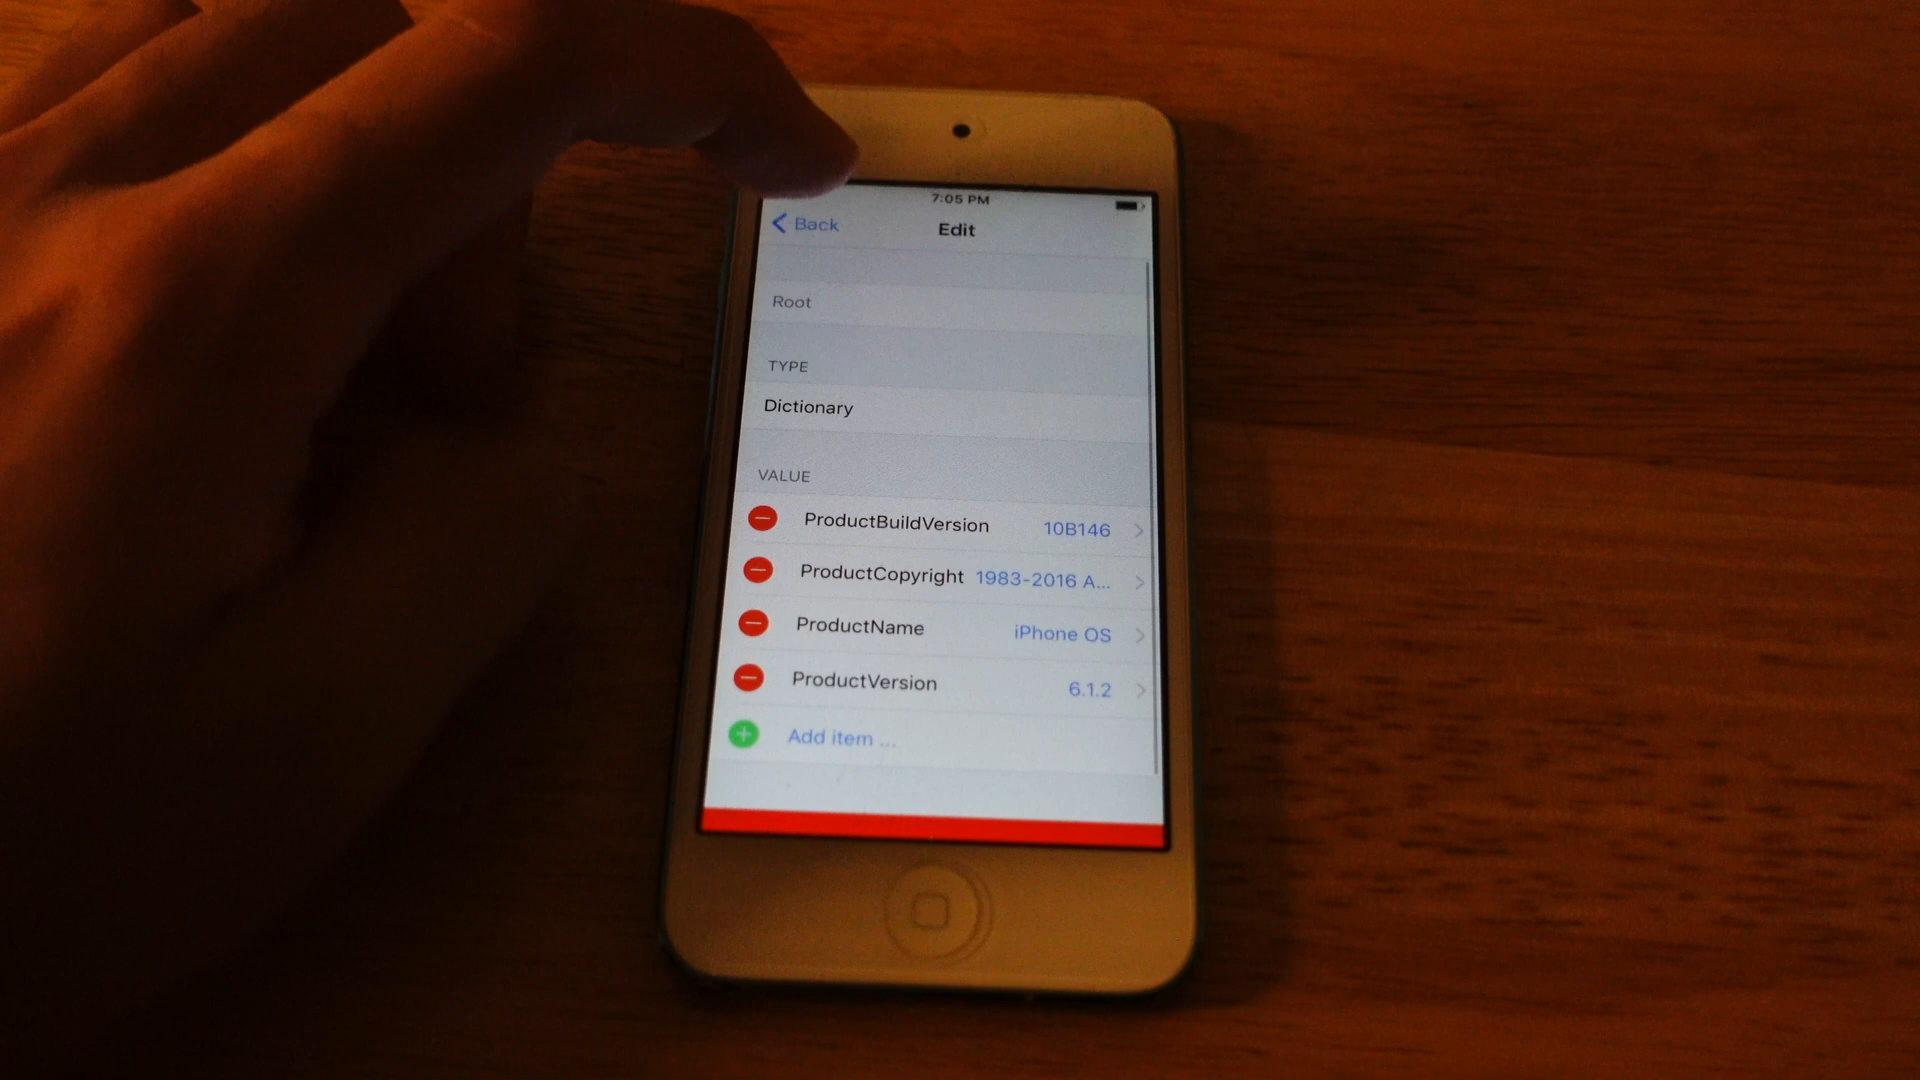 7:05 PM
Back
Edit
Root
TYPE
Dictionary
VALUE
ProductBuildVersion 10B146
ProductCopyright 1983-2016 A...
ProductName iPhone OS
ProductVersion 6.1.2
Add item ...